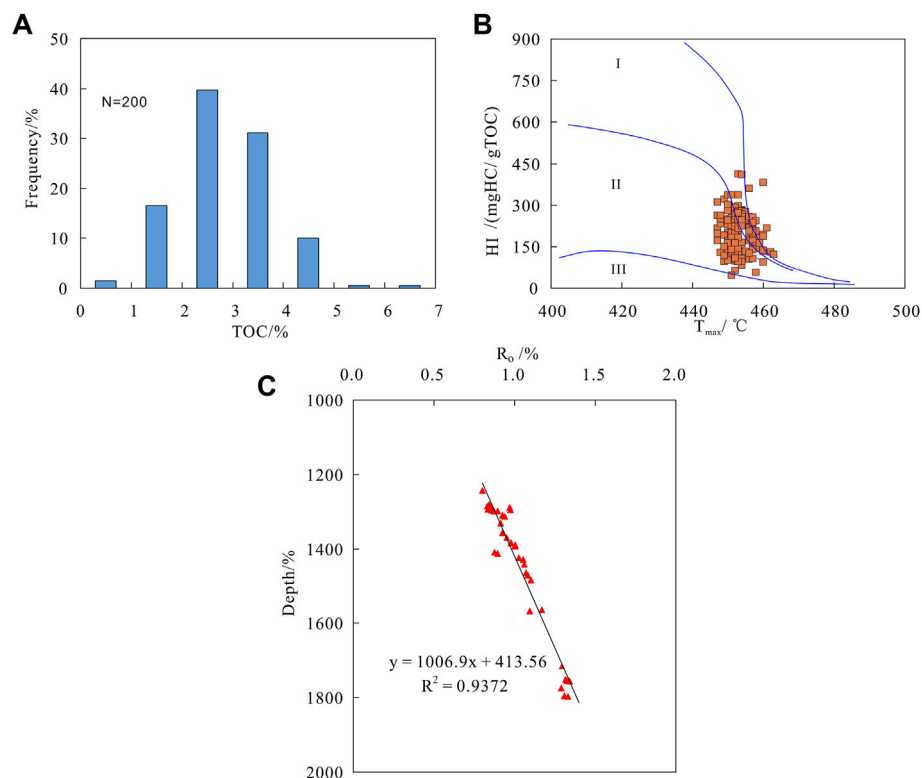 A
50
40
30
20
10
0
Frequency/%
N=200
0 1 2 3 4 5 6 7
TOC/%
B
900
750
600
450
300
150
0
HI /(mgHC/ gTOC)
I
II
III
400 420 440 460 480 500
Tmax/ ℃
C
Ro /%
0.0 0.5 1.0 1.5 2.0
1000
1200
1400
1600
1800
2000
Depth/%
y = 1006.9x + 413.56
R² = 0.9372